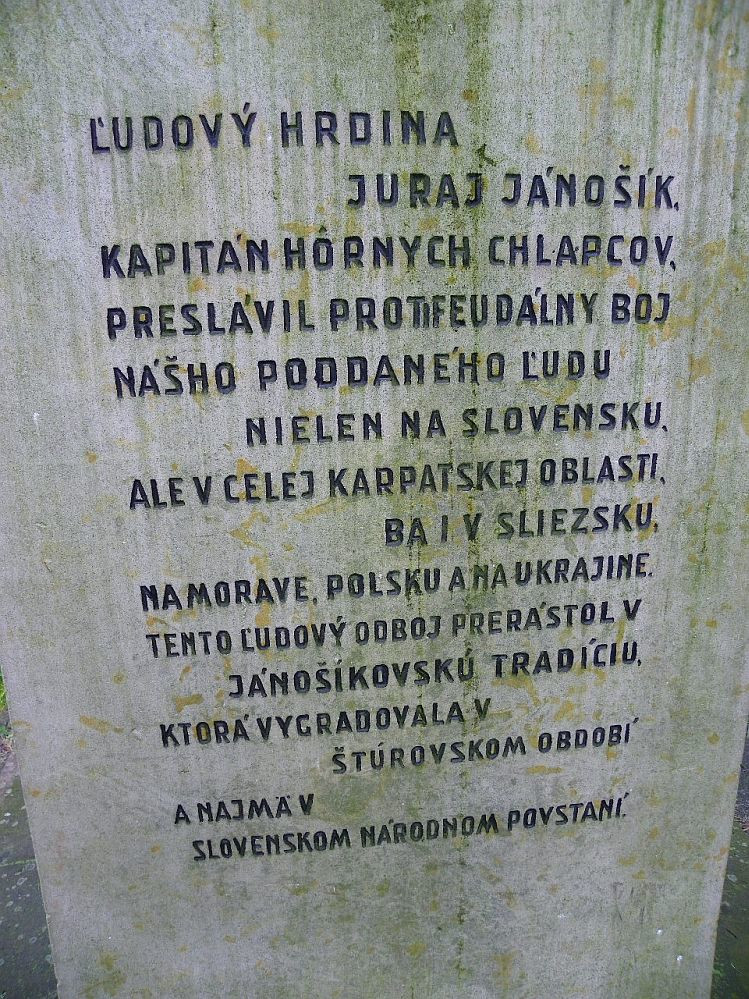 ĽUDOVÝ HRDINA
JURAJ JÁNOŠÍK,
KAPITÁN HÔRNYCH CHLAPCOV,
PRESLÁVIL PROTIFEUDÁLNY BOJ
NÁŠHO PODDANÉHO ĽUDU
NIELEN NA SLOVENSKU,
ALE V CELEJ KARPATSKEJ OBLASTI,
BA I V SLIEZSKU,
NA MORAVE, POĽSKU A NA UKRAJINE.
TENTO ĽUDOVÝ ODBOJ PRERÁSTOL V
JÁNOŠÍKOVSKÚ TRADÍCIU,
KTORÁ VYGRADOVALA V
ŠTÚROVSKOM OBDOBÍ
A NAJMÄ V
SLOVENSKOM NÁRODNOM POVSTANÍ.